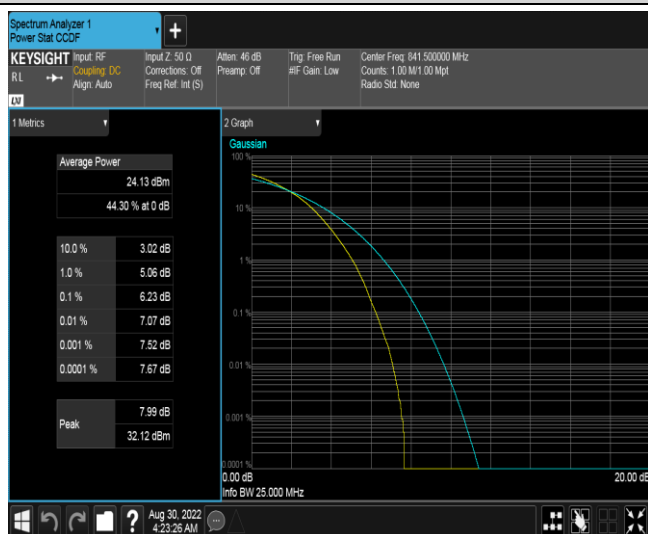 Spectrum Analyzer 1
Power Stat CCDF
+
KEYSIGHT
RL
LXI
Input: RF
Coupling: DC
Align: Auto
Input Z: 50 Ω
Corrections: Off
Freq Ref: Int (S)
Atten: 46 dB
Preamp: Off
Trig: Free Run
#IF Gain: Low
Center Freq: 841.500000 MHz
Counts: 1.00 M/1.00 Mpt
Radio Std: None
1 Metrics
Average Power
24.13 dBm
44.30 % at 0 dB
10.0 % 3.02 dB
1.0 % 5.06 dB
0.1 % 6.23 dB
0.01 % 7.07 dB
0.001 % 7.52 dB
0.0001 % 7.67 dB
Peak
7.99 dB
32.12 dBm
2 Graph
Gaussian
100 %
10 %
1 %
0.1 %
0.01 %
0.001 %
0.0001 %
0.00 dB
20.00 dB
Info BW 25.000 MHz
?
Aug 30, 2022
4:23:26 AM